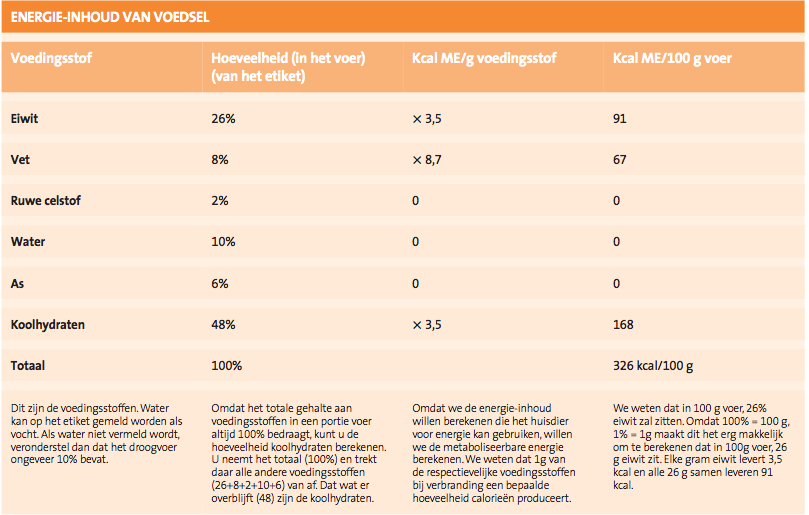 ENERGIE-INHOUD VAN VOEDSEL
Voedingsstof Hoeveelheid (in het voer) Kcal ME/g voedingsstof Kcal ME/100 g voer
(van het etiket)
Eiwit 26% × 3,5 91
Vet 8% × 8,7 67
Ruwe celstof 2% 0 0
Water 10% 0 0
As 6% 0 0
Koolhydraten 48% × 3,5 168
Totaal 100% 326 kcal/100 g
Dit zijn de voedingsstoffen. Water
kan op het etiket gemeld worden als
vocht. Als water niet vermeld wordt,
veronderstel dan dat het droogvoer
ongeveer 10% bevat.
Omdat het totale gehalte aan
voedingsstoffen in een portie voer
altijd 100% bedraagt, kunt u de
hoeveelheid koolhydraten berekenen.
U neemt het totaal (100%) en trekt
daar alle andere voedingsstoffen
(26+8+2+10+6) van af. Dat wat er
overblijft (48) zijn de koolhydraten.
Omdat we de energie-inhoud
willen berekenen die het huisdier
voor energie kan gebruiken, willen
we de metaboliseerbare energie
berekenen. We weten dat 1g van
de respectievelijke voedingsstoffen
bij verbranding een bepaalde
hoeveelheid calorieën produceert.
We weten dat in 100 g voer, 26%
eiwit zal zitten. Omdat 100% = 100 g,
1% = 1g maakt dit het erg makkelijk
om te berekenen dat in 100g voer, 26
g eiwit zit. Elke gram eiwit levert 3,5
kcal en alle 26 g samen leveren 91
kcal.